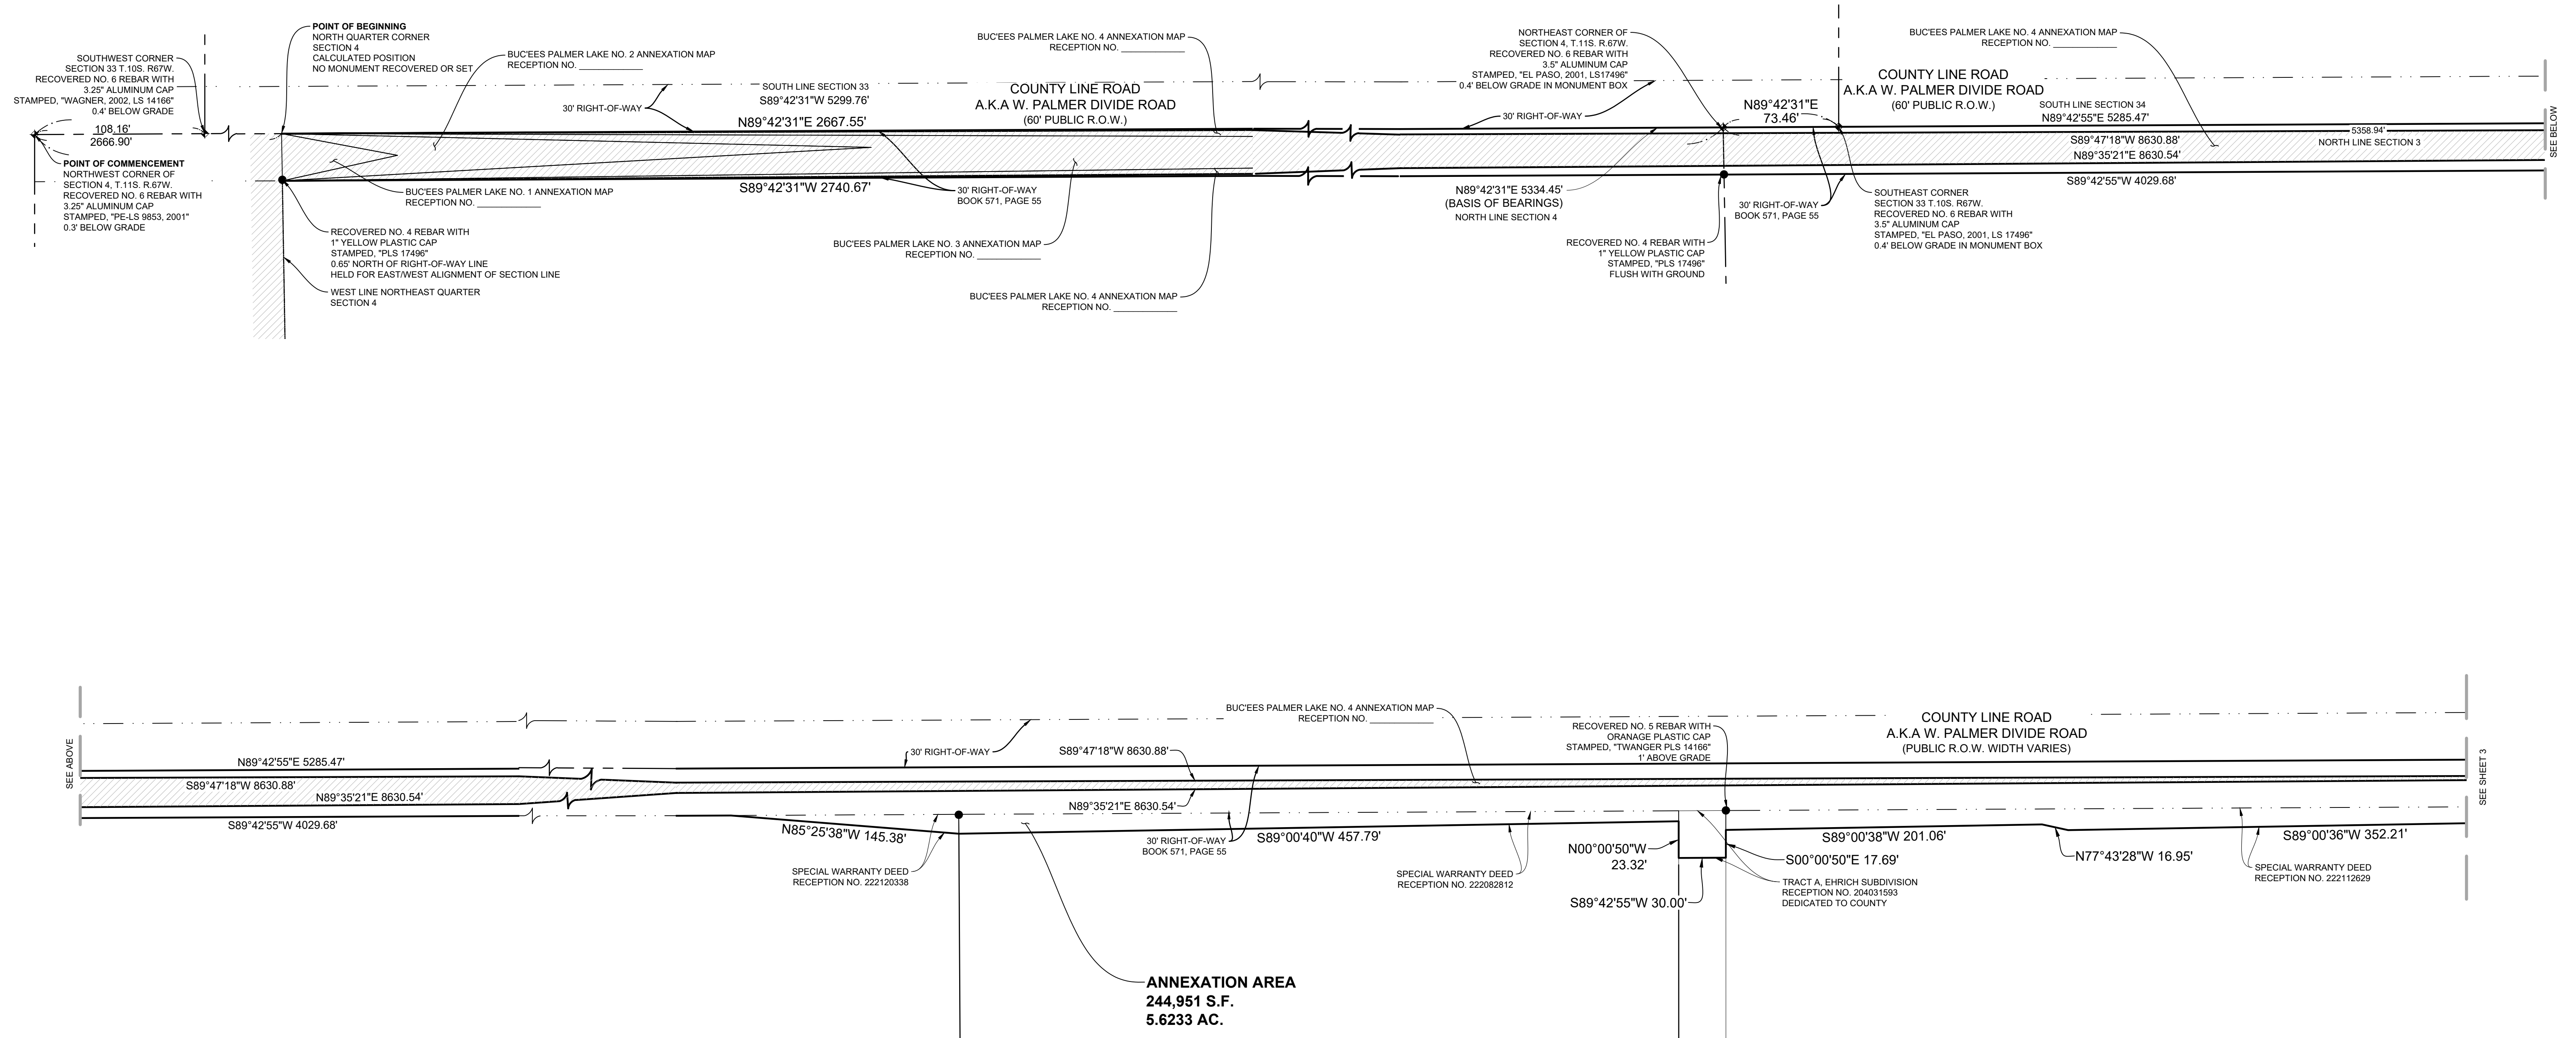 POINT OF BEGINNING
NORTH QUARTER CORNER
SECTION 4
CALCULATED POSITION
NO MONUMENT RECOVERED OR SET
SOUTHWEST CORNER
SECTION 33 T.10S. R67W.
RECOVERED NO. 6 REBAR WITH
3.25" ALUMINUM CAP
STAMPED, "WAGNER, 2002, LS 14166"
0.4' BELOW GRADE
BUC'EES PALMER LAKE NO. 2 ANNEXATION MAP
RECEPTION NO. _____________
30' RIGHT-OF-WAY
SOUTH LINE SECTION 33
S89°42'31"W 5299.76'
N89°42'31"E 2667.55'
BUC'EES PALMER LAKE NO. 4 ANNEXATION MAP
RECEPTION NO. _____________
COUNTY LINE ROAD
A.K.A W. PALMER DIVIDE ROAD
(60' PUBLIC R.O.W.)
NORTHEAST CORNER OF
SECTION 4, T.11S. R.67W.
RECOVERED NO. 6 REBAR WITH
3.5" ALUMINUM CAP
STAMPED, "EL PASO, 2001, LS17496"
0.4' BELOW GRADE IN MONUMENT BOX
30' RIGHT-OF-WAY
N89°42'31"E
73.46'
BUC'EES PALMER LAKE NO. 4 ANNEXATION MAP
RECEPTION NO. _____________
COUNTY LINE ROAD
A.K.A W. PALMER DIVIDE ROAD
(60' PUBLIC R.O.W.)
SOUTH LINE SECTION 34
N89°42'55"E 5285.47'
5358.94'
S89°47'18"W 8630.88'
NORTH LINE SECTION 3
N89°35'21"E 8630.54'
S89°42'55"W 4029.68'
SEE BELOW
108.16'
2666.90'
POINT OF COMMENCEMENT
NORTHWEST CORNER OF
SECTION 4, T.11S. R.67W.
RECOVERED NO. 6 REBAR WITH
3.25" ALUMINUM CAP
STAMPED, "PE-LS 9853, 2001"
0.3' BELOW GRADE
BUC'EES PALMER LAKE NO. 1 ANNEXATION MAP
RECEPTION NO. _____________
RECOVERED NO. 4 REBAR WITH
1" YELLOW PLASTIC CAP
STAMPED, "PLS 17496"
0.65' NORTH OF RIGHT-OF-WAY LINE
HELD FOR EAST/WEST ALIGNMENT OF SECTION LINE
WEST LINE NORTHEAST QUARTER
SECTION 4
S89°42'31"W 2740.67'
30' RIGHT-OF-WAY
BOOK 571, PAGE 55
BUC'EES PALMER LAKE NO. 3 ANNEXATION MAP
RECEPTION NO. _____________
BUC'EES PALMER LAKE NO. 4 ANNEXATION MAP
RECEPTION NO. _____________
N89°42'31"E 5334.45'
(BASIS OF BEARINGS)
NORTH LINE SECTION 4
RECOVERED NO. 4 REBAR WITH
1" YELLOW PLASTIC CAP
STAMPED, "PLS 17496"
FLUSH WITH GROUND
30' RIGHT-OF-WAY
BOOK 571, PAGE 55
SOUTHEAST CORNER
SECTION 33 T.10S. R67W.
RECOVERED NO. 6 REBAR WITH
3.5" ALUMINUM CAP
STAMPED, "EL PASO, 2001, LS 17496"
0.4' BELOW GRADE IN MONUMENT BOX
SEE ABOVE
N89°42'55"E 5285.47'
S89°47'18"W 8630.88'
N89°35'21"E 8630.54'
S89°42'55"W 4029.68'
30' RIGHT-OF-WAY
S89°47'18"W 8630.88'
BUC'EES PALMER LAKE NO. 4 ANNEXATION MAP
RECEPTION NO. _____________
RECOVERED NO. 5 REBAR WITH
ORANAGE PLASTIC CAP
STAMPED, "TWANGER PLS 14166"
1' ABOVE GRADE
COUNTY LINE ROAD
A.K.A W. PALMER DIVIDE ROAD
(PUBLIC R.O.W. WIDTH VARIES)
SEE SHEET 3
N89°35'21"E 8630.54'
N85°25'38"W 145.38'
SPECIAL WARRANTY DEED
RECEPTION NO. 222120338
30' RIGHT-OF-WAY
BOOK 571, PAGE 55
S89°00'40"W 457.79'
SPECIAL WARRANTY DEED
RECEPTION NO. 222082812
N00°00'50"W
23.32'
S89°42'55"W 30.00'
S89°00'38"W 201.06'
S00°00'50"E 17.69'
TRACT A, EHRICH SUBDIVISION
RECEPTION NO. 204031593
DEDICATED TO COUNTY
N77°43'28"W 16.95'
S89°00'36"W 352.21'
SPECIAL WARRANTY DEED
RECEPTION NO. 222112629
ANNEXATION AREA
244,951 S.F.
5.6233 AC.